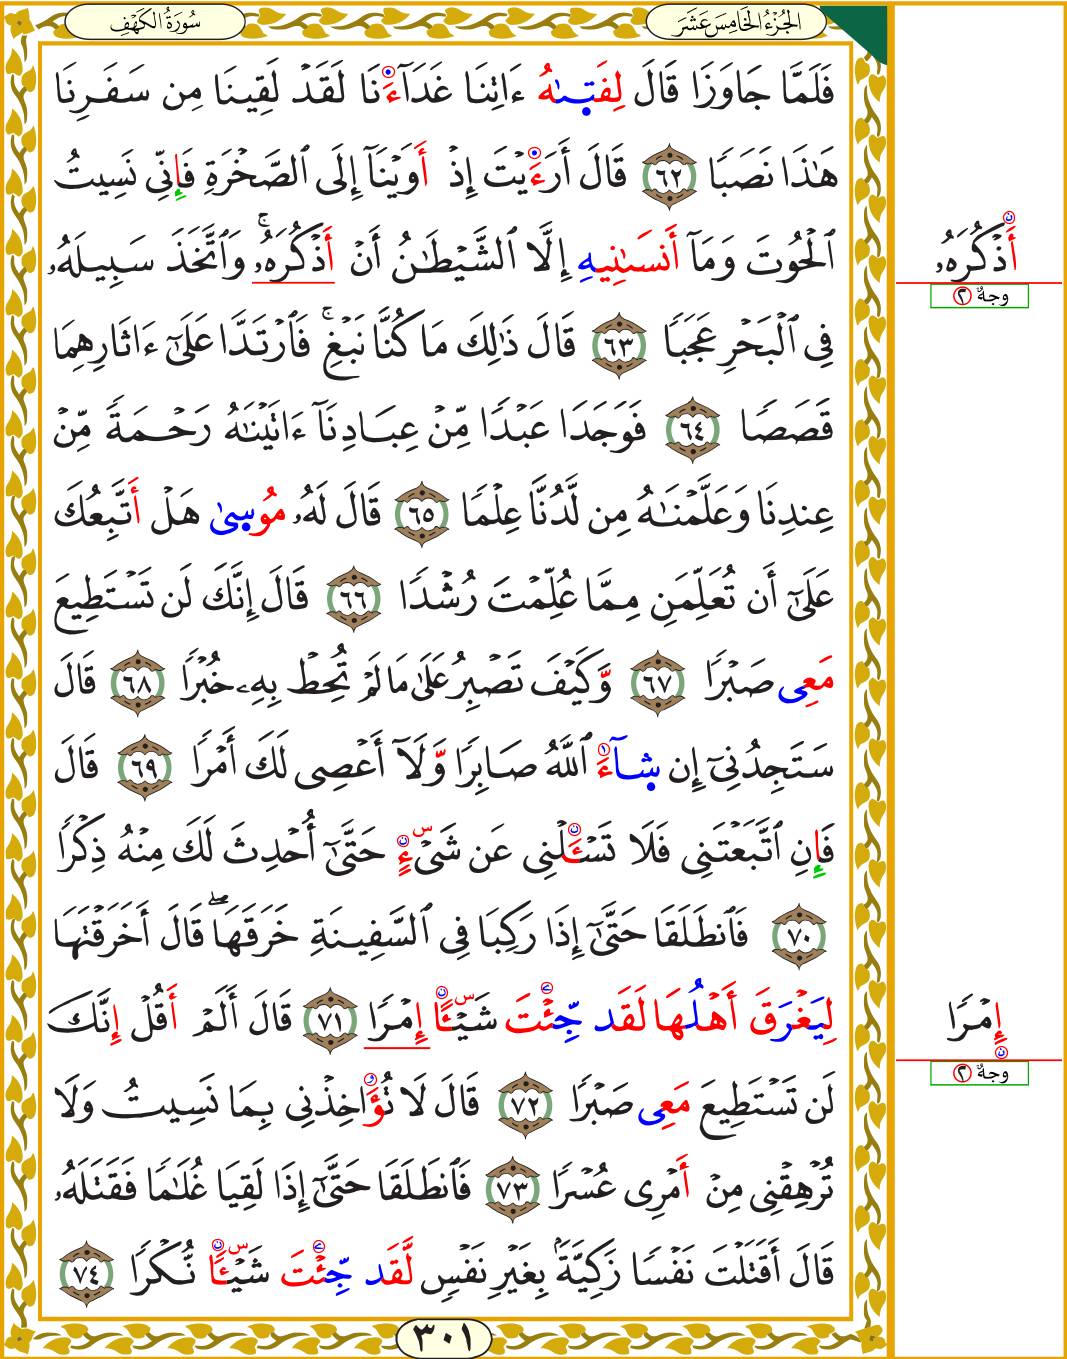 الجُزْءُ الخَامِسَ عَشَرَ
سُورَةُ الكَهْفِ
فَلَمَّا جَاوَزَا قَالَ لِفَتَىٰهُ ءَاتِنَا غَدَآءَنَا لَقَدْ لَقِينَا مِن سَفَرِنَا
هَٰذَا نَصَبًا ٦٢ قَالَ أَرَءَيْتَ إِذْ أَوَيْنَآ إِلَى ٱلصَّخْرَةِ فَإِنِّى نَسِيتُ
ٱلْحُوتَ وَمَآ أَنسَىٰنِيهِ إِلَّا ٱلشَّيْطَٰنُ أَنْ أَذْكُرَهُۥ ۚ وَٱتَّخَذَ سَبِيلَهُۥ
أَذْكُرَهُۥ
وجهٌ ٢
فِى ٱلْبَحْرِ عَجَبًا ٦٣ قَالَ ذَٰلِكَ مَا كُنَّا نَبْغِ ۚ فَٱرْتَدَّا عَلَىٰٓ ءَاثَارِهِمَا
قَصَصًا ٦٤ فَوَجَدَا عَبْدًا مِّنْ عِبَادِنَآ ءَاتَيْنَٰهُ رَحْمَةً مِّنْ
عِندِنَا وَعَلَّمْنَٰهُ مِن لَّدُنَّا عِلْمًا ٦٥ قَالَ لَهُۥ مُوسِىٰ هَلْ أَتَّبِعُكَ
عَلَىٰٓ أَن تُعَلِّمَنِ مِمَّا عُلِّمْتَ رُشْدًا ٦٦ قَالَ إِنَّكَ لَن تَسْتَطِيعَ
مَعِى صَبْرًا ٦٧ وَّكَيْفَ تَصْبِرُ عَلَىٰ مَا لَمْ تُحِطْ بِهِۦ خُبْرًا ٦٨ قَالَ
سَتَجِدُنِىٓ إِن شَآءَ ٱللَّهُ صَابِرًا وَّلَآ أَعْصِى لَكَ أَمْرًا ٦٩ قَالَ
فَإِنِ ٱتَّبَعْتَنِى فَلَا تَسْـَٔلْنِى عَن شَىْءٍ حَتَّىٰٓ أُحْدِثَ لَكَ مِنْهُ ذِكْرًا
٧٠ فَٱنطَلَقَا حَتَّىٰٓ إِذَا رَكِبَا فِى ٱلسَّفِينَةِ خَرَقَهَا ۖ قَالَ أَخَرَقْتَهَا
لِيَغْرَقَ أَهْلُهَا لَقَد جِّئْتَ شَيْـًٔا إِمْرًا ٧١ قَالَ أَلَمْ أَقُلْ إِنَّكَ
إِمْرًا
وجهٌ ٢
لَن تَسْتَطِيعَ مَعِى صَبْرًا ٧٢ قَالَ لَا تُؤَاخِذْنِى بِمَا نَسِيتُ وَلَا
تُرْهِقْنِى مِنْ أَمْرِى عُسْرًا ٧٣ فَٱنطَلَقَا حَتَّىٰٓ إِذَا لَقِيَا غُلَٰمًا فَقَتَلَهُۥ
قَالَ أَقَتَلْتَ نَفْسًا زَكِيَّةًۢ بِغَيْرِ نَفْسٍ لَّقَد جِّئْتَ شَيْـًٔا نُّكْرًا ٧٤
٣٠١